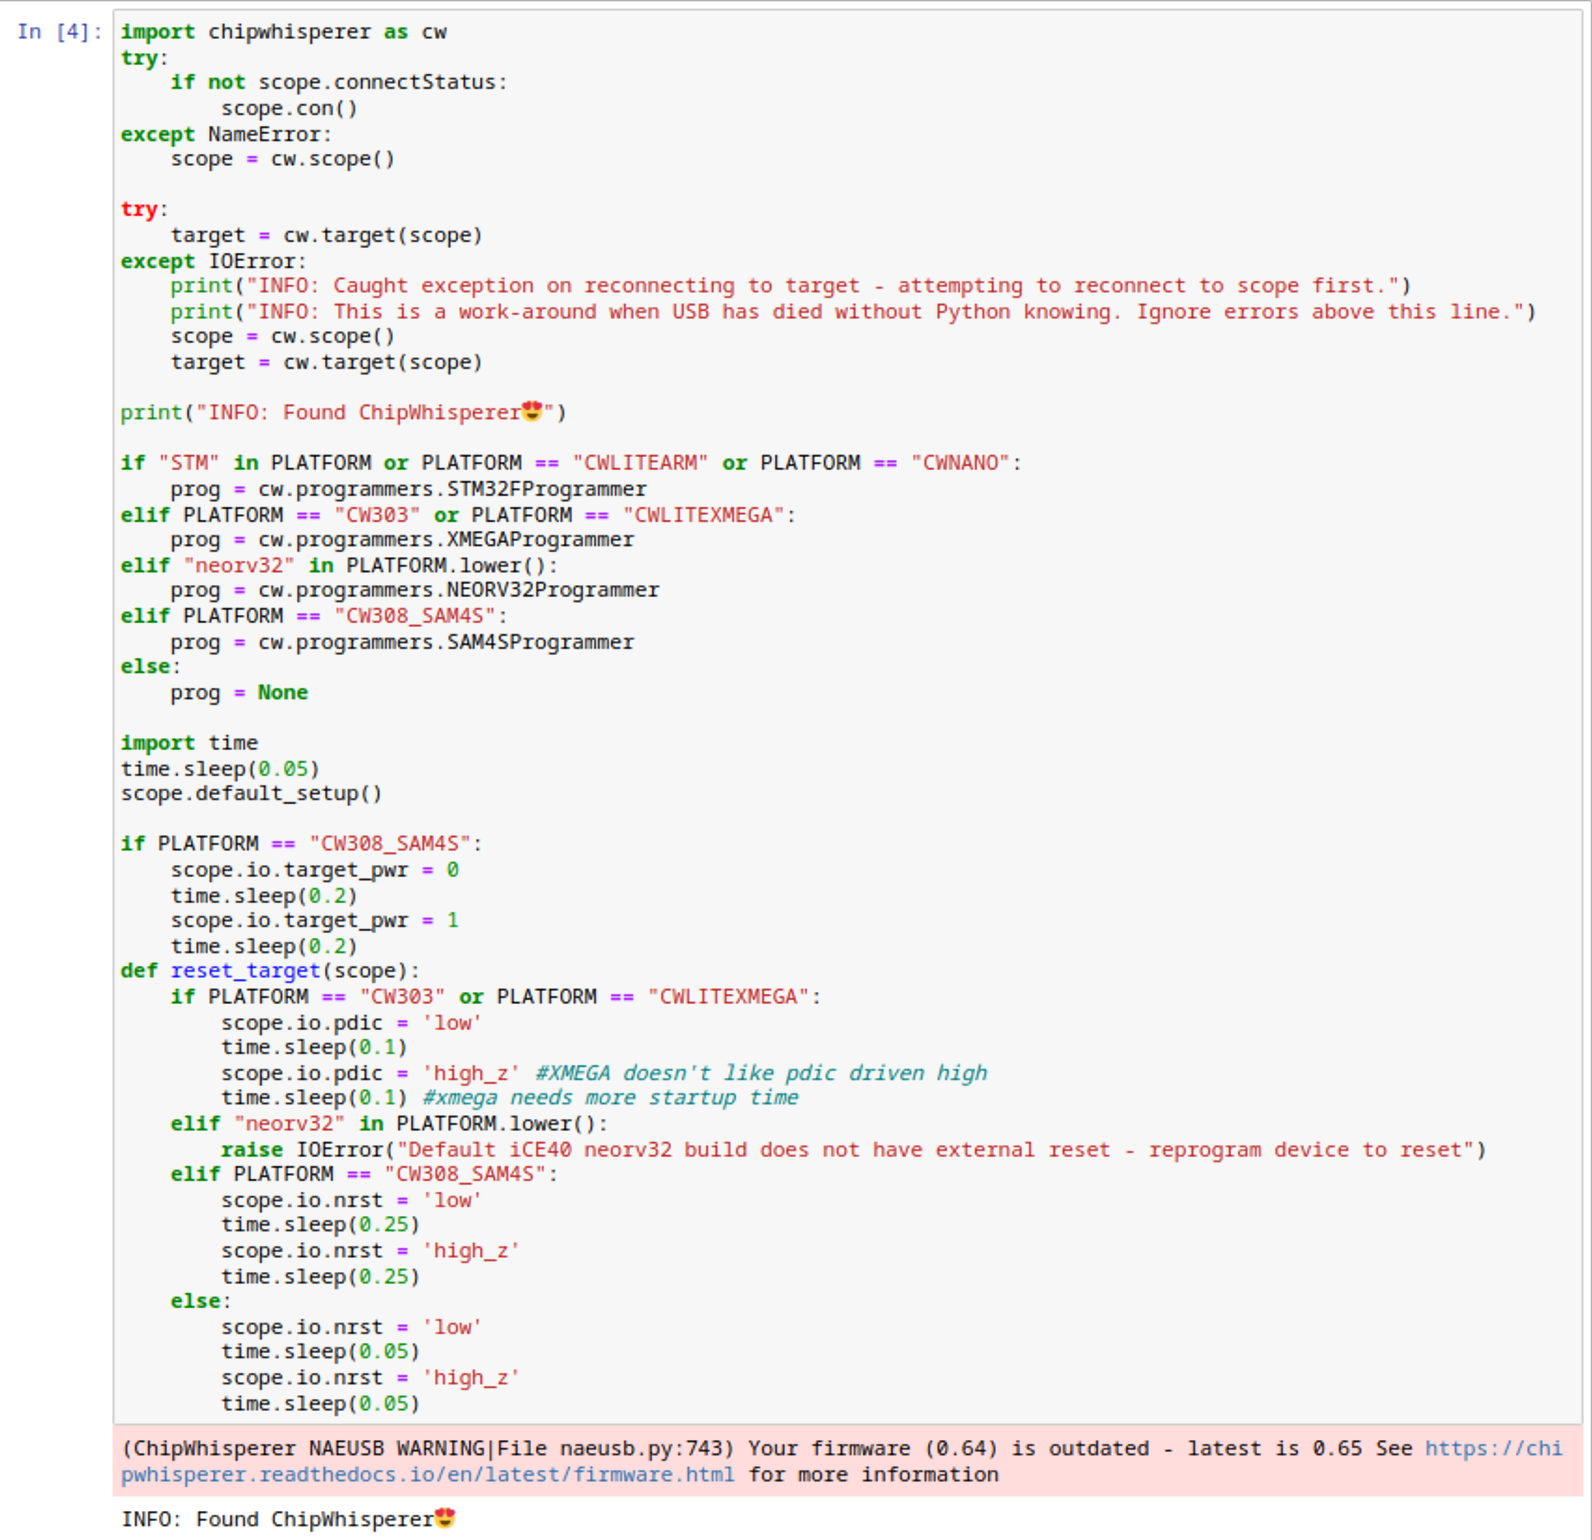 In [4]:
import chipwhisperer as cw
try:
    if not scope.connectStatus:
        scope.con()
except NameError:
    scope = cw.scope()

try:
    target = cw.target(scope)
except IOError:
    print("INFO: Caught exception on reconnecting to target - attempting to reconnect to scope first.")
    print("INFO: This is a work-around when USB has died without Python knowing. Ignore errors above this line.")
    scope = cw.scope()
    target = cw.target(scope)

print("INFO: Found ChipWhisperer😍")

if "STM" in PLATFORM or PLATFORM == "CWLITEARM" or PLATFORM == "CWNANO":
    prog = cw.programmers.STM32FProgrammer
elif PLATFORM == "CW303" or PLATFORM == "CWLITEXMEGA":
    prog = cw.programmers.XMEGAProgrammer
elif "neorv32" in PLATFORM.lower():
    prog = cw.programmers.NEORV32Programmer
elif PLATFORM == "CW308_SAM4S":
    prog = cw.programmers.SAM4SProgrammer
else:
    prog = None

import time
time.sleep(0.05)
scope.default_setup()

if PLATFORM == "CW308_SAM4S":
    scope.io.target_pwr = 0
    time.sleep(0.2)
    scope.io.target_pwr = 1
    time.sleep(0.2)
def reset_target(scope):
    if PLATFORM == "CW303" or PLATFORM == "CWLITEXMEGA":
        scope.io.pdic = 'low'
        time.sleep(0.1)
        scope.io.pdic = 'high_z' #XMEGA doesn't like pdic driven high
        time.sleep(0.1) #xmega needs more startup time
    elif "neorv32" in PLATFORM.lower():
        raise IOError("Default iCE40 neorv32 build does not have external reset - reprogram device to reset")
    elif PLATFORM == "CW308_SAM4S":
        scope.io.nrst = 'low'
        time.sleep(0.25)
        scope.io.nrst = 'high_z'
        time.sleep(0.25)
    else:
        scope.io.nrst = 'low'
        time.sleep(0.05)
        scope.io.nrst = 'high_z'
        time.sleep(0.05)
(ChipWhisperer NAEUSB WARNING|File naeusb.py:743) Your firmware (0.64) is outdated - latest is 0.65 See https://chi
pwhisperer.readthedocs.io/en/latest/firmware.html for more information
INFO: Found ChipWhisperer😍